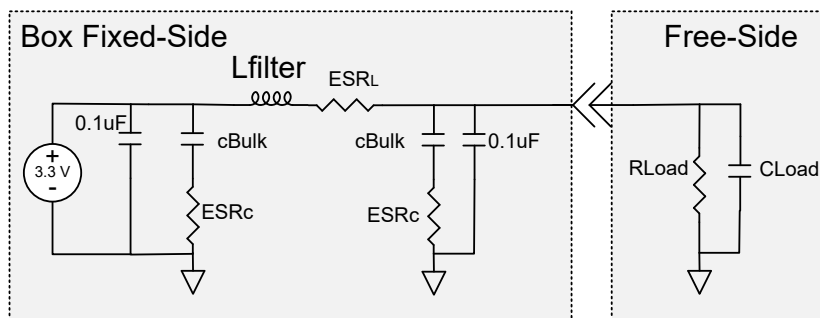 Box Fixed-Side
Free-Side
Lfilter
ESRL
0.1uF
cBulk
cBulk
0.1uF
+
3.3 V
-
RLoad
CLoad
ESRc
ESRc